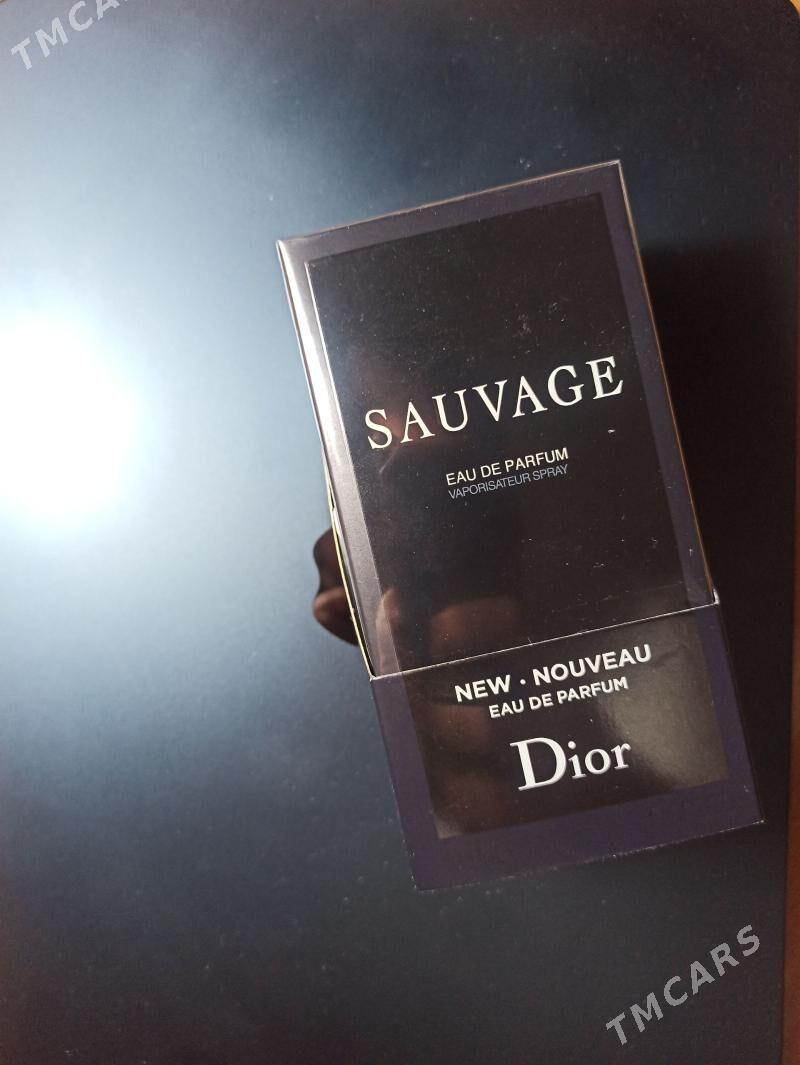 TMCARS
SAUVAGE
EAU DE PARFUM
VAPORISATEUR SPRAY
NEW · NOUVEAU
EAU DE PARFUM
Dior
TMCARS